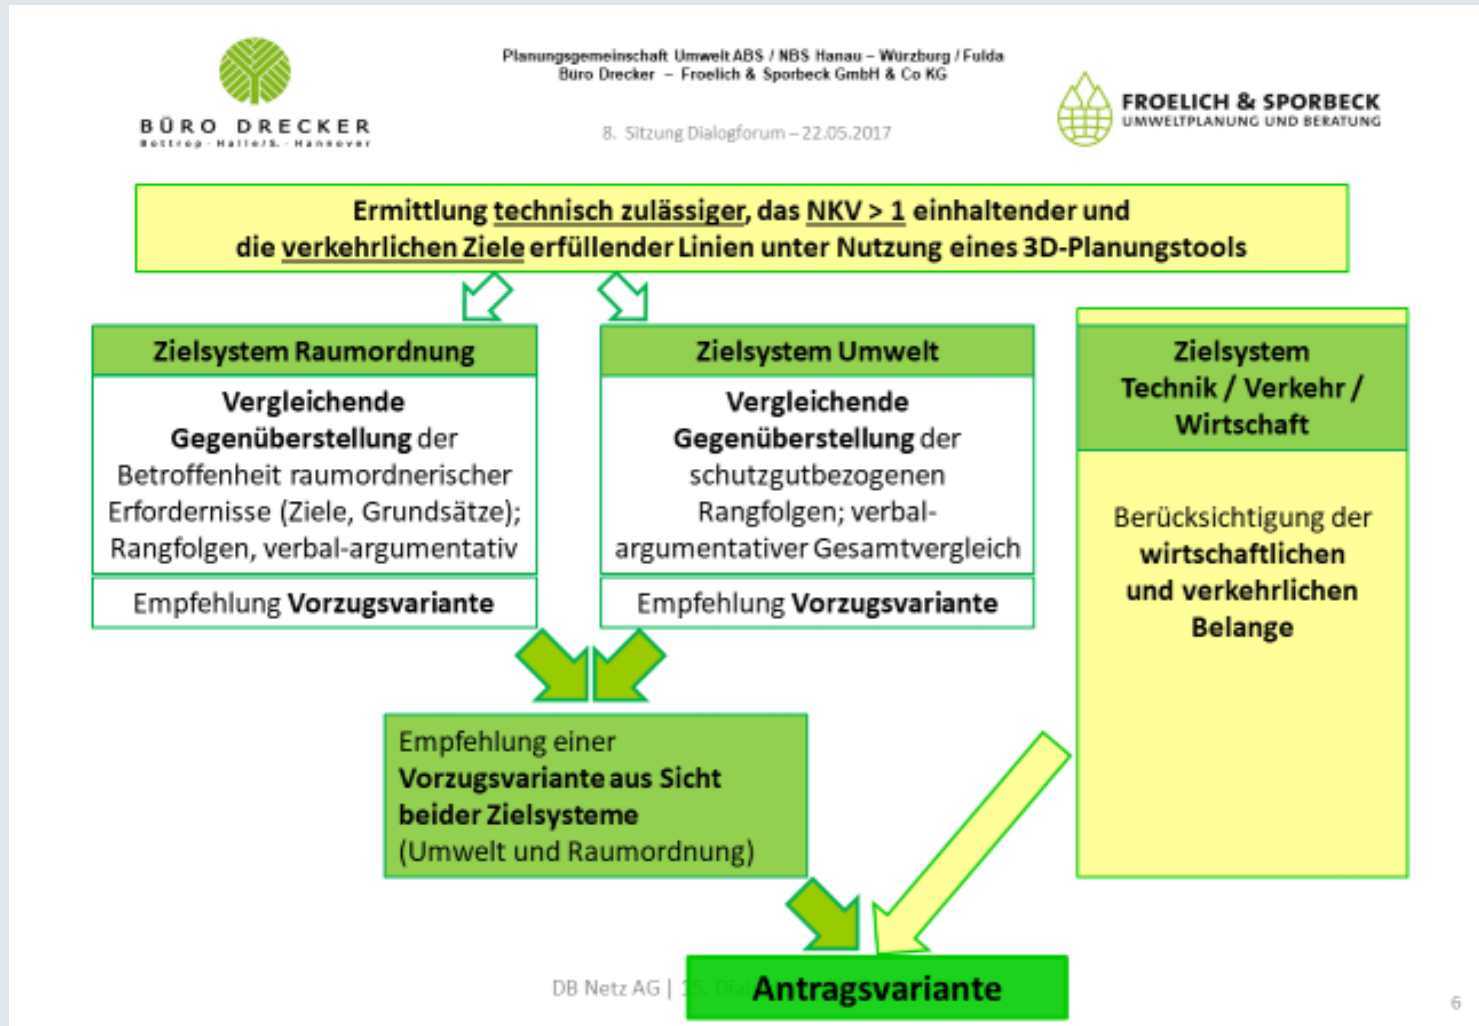 Planungsgemeinschaft Umwelt ABS / NBS Hanau – Würzburg / Fulda
Büro Drecker – Froelich & Sporbeck GmbH & Co KG
8. Sitzung Dialogforum – 22.05.2017
BÜRO DRECKER
Bottrop · Halle/S. · Hannover
FROELICH & SPORBECK
UMWELTPLANUNG UND BERATUNG
Ermittlung technisch zulässiger, das NKV > 1 einhaltender und
die verkehrlichen Ziele erfüllender Linien unter Nutzung eines 3D-Planungstools
Zielsystem Raumordnung
Vergleichende
Gegenüberstellung der
Betroffenheit raumordnerischer
Erfordernisse (Ziele, Grundsätze);
Rangfolgen, verbal-argumentativ
Empfehlung Vorzugsvariante
Zielsystem Umwelt
Vergleichende
Gegenüberstellung der
schutzgutbezogenen
Rangfolgen; verbal-
argumentativer Gesamtvergleich
Empfehlung Vorzugsvariante
Zielsystem
Technik / Verkehr /
Wirtschaft
Berücksichtigung der
wirtschaftlichen
und verkehrlichen
Belange
Empfehlung einer
Vorzugsvariante aus Sicht
beider Zielsysteme
(Umwelt und Raumordnung)
Antragsvariante
DB Netz AG |
6